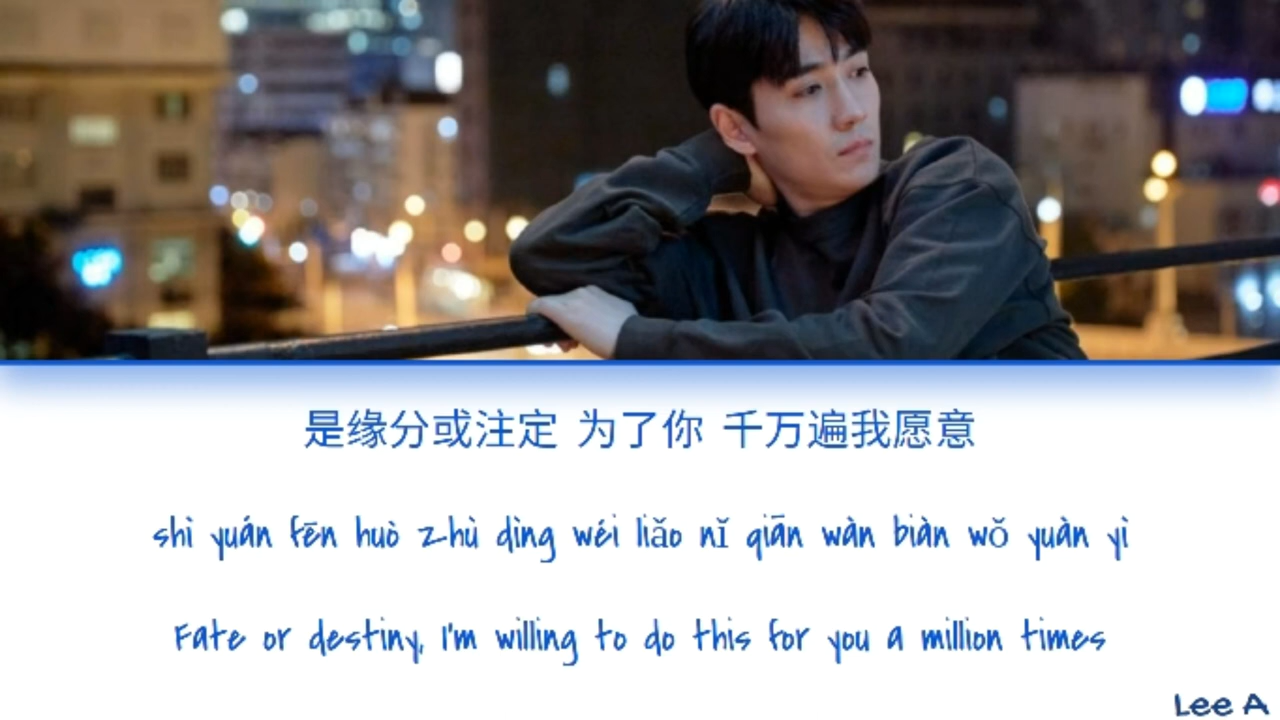 是缘分或注定 为了你 千万遍我愿意
shì yuán fēn huò zhù dìng wéi liǎo nǐ qiān wàn biàn wǒ yuàn yì
Fate or destiny, I'm willing to do this for you a million times
Lee A